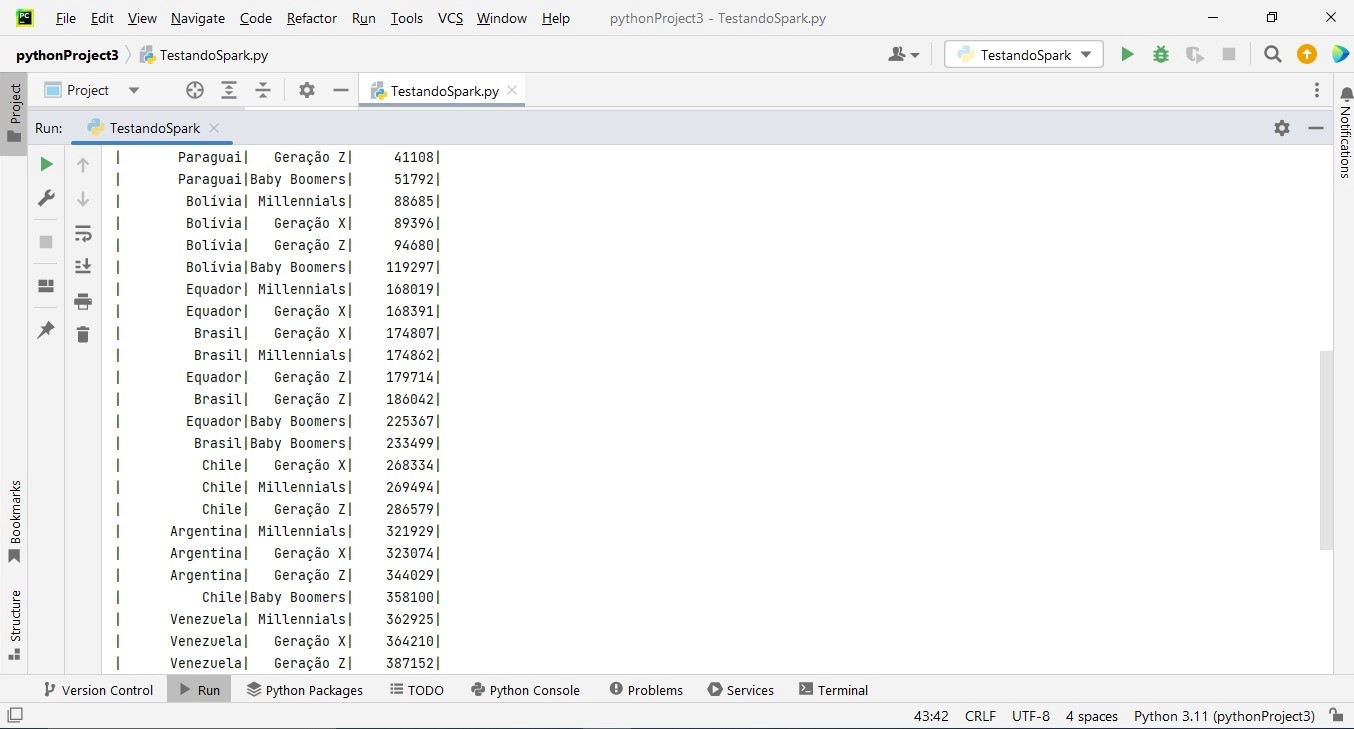 PC File Edit View Navigate Code Refactor Run Tools VCS Window Help pythonProject3 - TestandoSpark.py
pythonProject3 TestandoSpark.py TestandoSpark
Project
Project TestandoSpark.py
Notifications
Run: TestandoSpark
| Paraguai| Geração Z| 41108|
| Paraguai|Baby Boomers| 51792|
| Bolívia| Millennials| 88685|
| Bolívia| Geração X| 89396|
| Bolívia| Geração Z| 94680|
| Bolívia|Baby Boomers| 119297|
| Equador| Millennials| 168019|
| Equador| Geração X| 168391|
| Brasil| Geração X| 174807|
| Brasil| Millennials| 174862|
| Equador| Geração Z| 179714|
| Brasil| Geração Z| 186042|
| Equador|Baby Boomers| 225367|
| Brasil|Baby Boomers| 233499|
| Chile| Geração X| 268334|
| Chile| Millennials| 269494|
| Chile| Geração Z| 286579|
| Argentina| Millennials| 321929|
| Argentina| Geração X| 323074|
| Argentina| Geração Z| 344029|
| Chile|Baby Boomers| 358100|
| Venezuela| Millennials| 362925|
| Venezuela| Geração X| 364210|
| Venezuela| Geração Z| 387152|
Bookmarks
Structure
Version Control Run Python Packages TODO Python Console Problems Services Terminal
43:42 CRLF UTF-8 4 spaces Python 3.11 (pythonProject3)